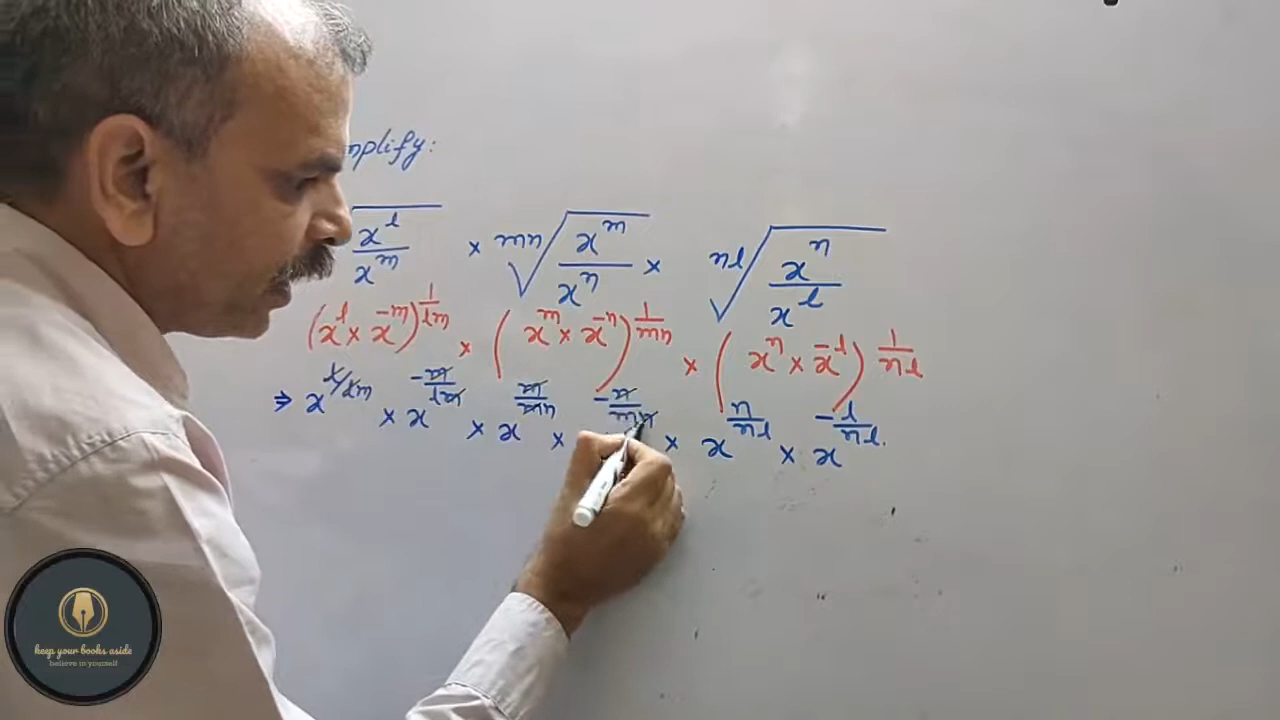 mplify:
x^l/x^m × ^mn√(x^m/x^n) × ^nl√(x^n/x^l)
(x^l × x^-m)^1/lm × (x^m × x^-n)^1/mn × (x^n × x^-l)^1/nl
⇒ x^l/lm × x^-m/lm × x^m/mn × ^-n/mn × x^n/nl × x^-l/nl.
keep your books aside
believe in yourself